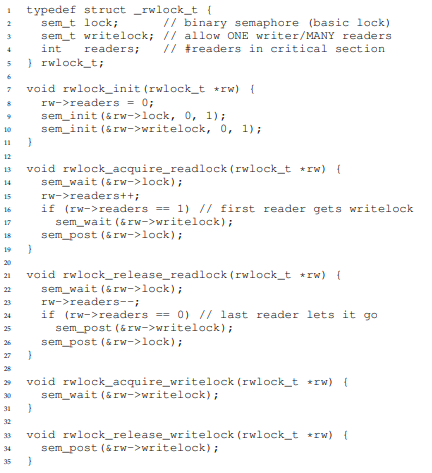 1 typedef struct _rwlock_t {
2 sem_t lock; // binary semaphore (basic lock)
3 sem_t writelock; // allow ONE writer/MANY readers
4 int readers; // #readers in critical section
5 } rwlock_t;
6
7 void rwlock_init(rwlock_t *rw) {
8 rw->readers = 0;
9 sem_init(&rw->lock, 0, 1);
10 sem_init(&rw->writelock, 0, 1);
11 }
12
13 void rwlock_acquire_readlock(rwlock_t *rw) {
14 sem_wait(&rw->lock);
15 rw->readers++;
16 if (rw->readers == 1) // first reader gets writelock
17 sem_wait(&rw->writelock);
18 sem_post(&rw->lock);
19 }
20
21 void rwlock_release_readlock(rwlock_t *rw) {
22 sem_wait(&rw->lock);
23 rw->readers--;
24 if (rw->readers == 0) // last reader lets it go
25 sem_post(&rw->writelock);
26 sem_post(&rw->lock);
27 }
28
29 void rwlock_acquire_writelock(rwlock_t *rw) {
30 sem_wait(&rw->writelock);
31 }
32
33 void rwlock_release_writelock(rwlock_t *rw) {
34 sem_post(&rw->writelock);
35 }